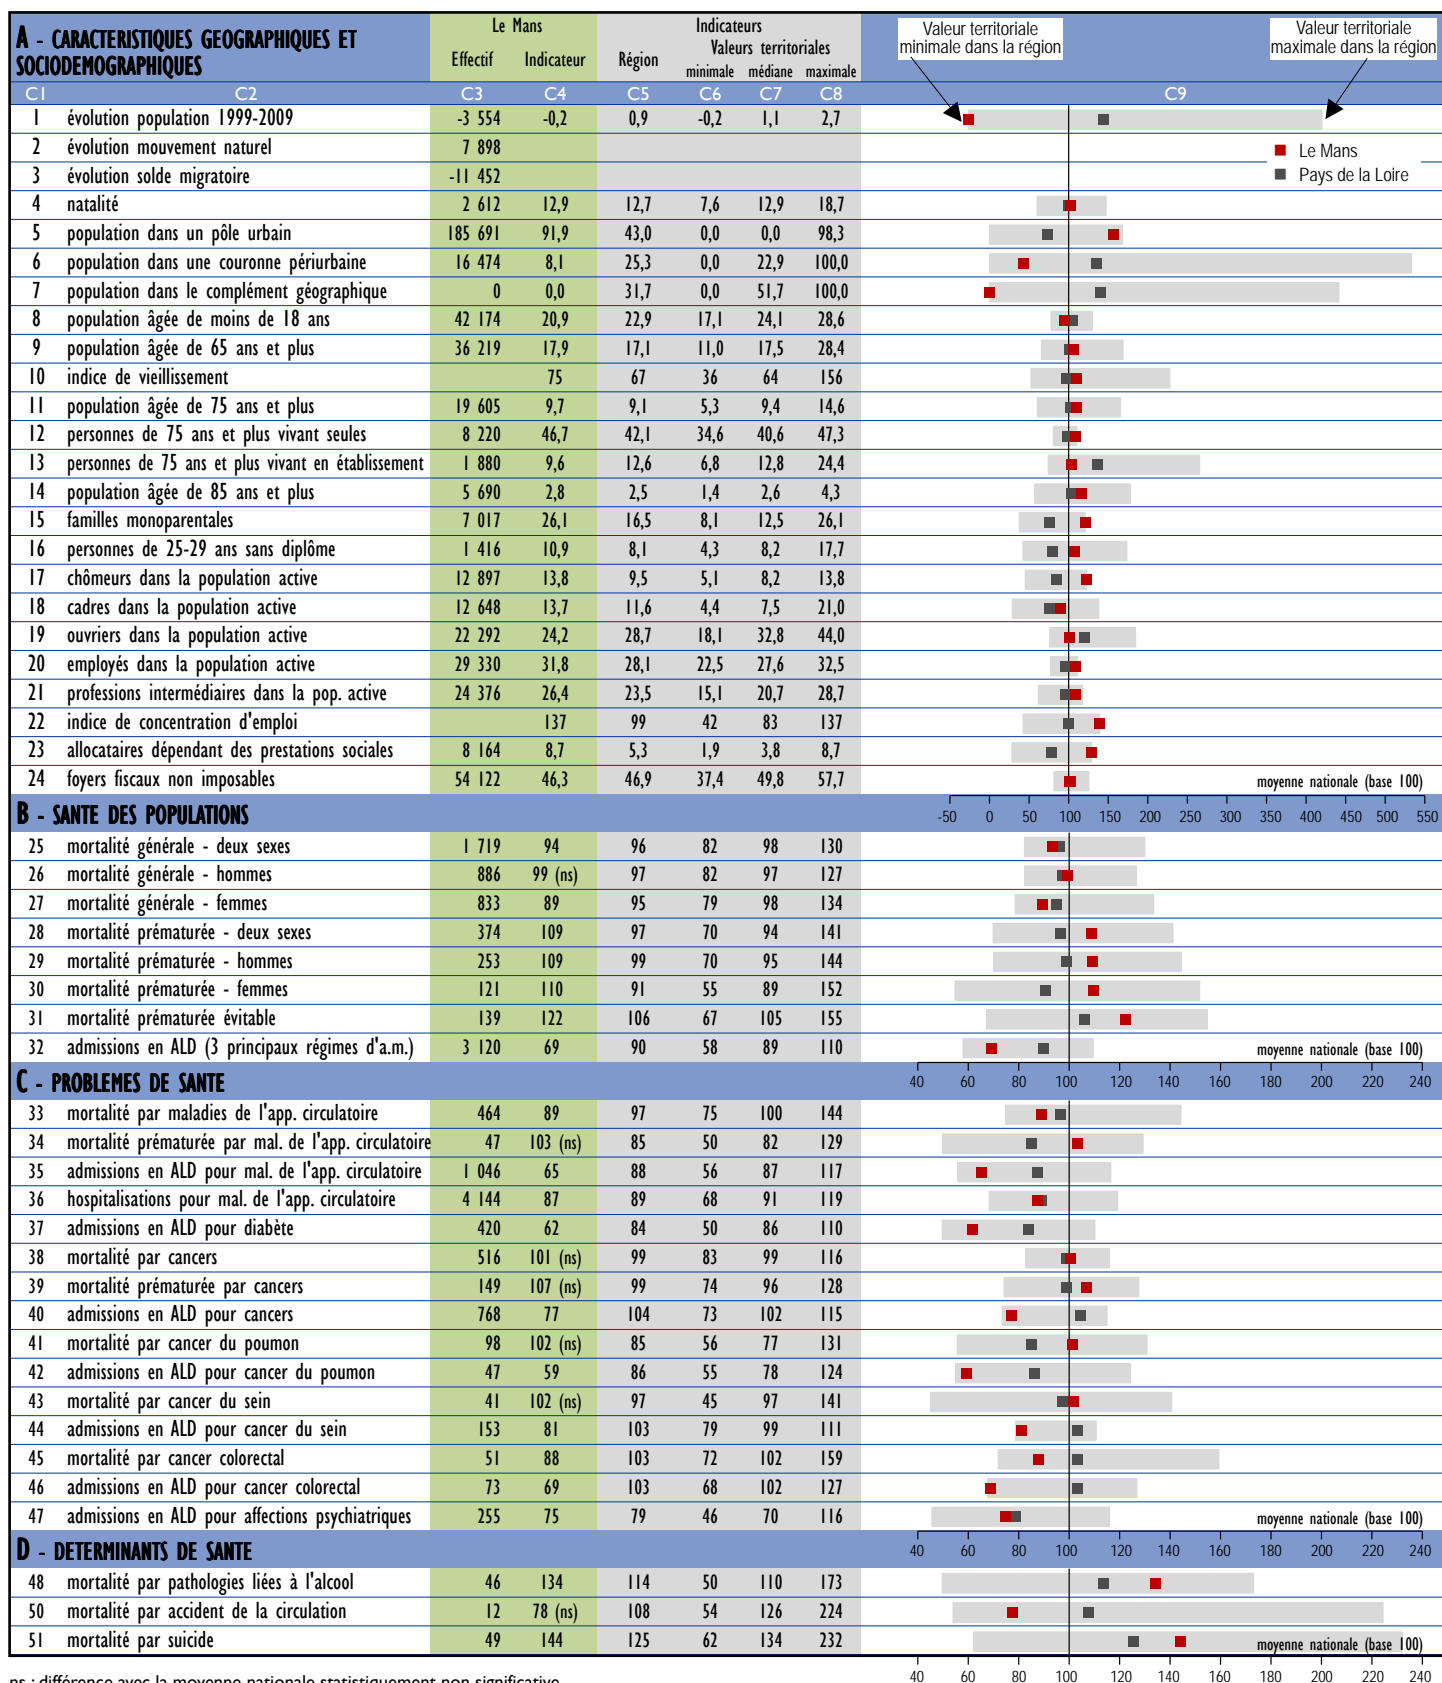 A - CARACTERISTIQUES GEOGRAPHIQUES ET SOCIODEMOGRAPHIQUES
Le Mans
Indicateurs
Effectif Indicateur Région Valeurs territoriales
minimale médiane maximale
Valeur territoriale minimale dans la région
Valeur territoriale maximale dans la région
C1 C2 C3 C4 C5 C6 C7 C8 C9
1 évolution population 1999-2009 -3 554 -0,2 0,9 -0,2 1,1 2,7
2 évolution mouvement naturel 7 898
Le Mans
3 évolution solde migratoire -11 452
Pays de la Loire
4 natalité 2 612 12,9 12,7 7,6 12,9 18,7
5 population dans un pôle urbain 185 691 91,9 43,0 0,0 0,0 98,3
6 population dans une couronne périurbaine 16 474 8,1 25,3 0,0 22,9 100,0
7 population dans le complément géographique 0 0,0 31,7 0,0 51,7 100,0
8 population âgée de moins de 18 ans 42 174 20,9 22,9 17,1 24,1 28,6
9 population âgée de 65 ans et plus 36 219 17,9 17,1 11,0 17,5 28,4
10 indice de vieillissement 75 67 36 64 156
11 population âgée de 75 ans et plus 19 605 9,7 9,1 5,3 9,4 14,6
12 personnes de 75 ans et plus vivant seules 8 220 46,7 42,1 34,6 40,6 47,3
13 personnes de 75 ans et plus vivant en établissement 1 880 9,6 12,6 6,8 12,8 24,4
14 population âgée de 85 ans et plus 5 690 2,8 2,5 1,4 2,6 4,3
15 familles monoparentales 7 017 26,1 16,5 8,1 12,5 26,1
16 personnes de 25-29 ans sans diplôme 1 416 10,9 8,1 4,3 8,2 17,7
17 chômeurs dans la population active 12 897 13,8 9,5 5,1 8,2 13,8
18 cadres dans la population active 12 648 13,7 11,6 4,4 7,5 21,0
19 ouvriers dans la population active 22 292 24,2 28,7 18,1 32,8 44,0
20 employés dans la population active 29 330 31,8 28,1 22,5 27,6 32,5
21 professions intermédiaires dans la pop. active 24 376 26,4 23,5 15,1 20,7 28,7
22 indice de concentration d'emploi 137 99 42 83 137
23 allocataires dépendant des prestations sociales 8 164 8,7 5,3 1,9 3,8 8,7
24 foyers fiscaux non imposables 54 122 46,3 46,9 37,4 49,8 57,7 moyenne nationale (base 100)
B - SANTE DES POPULATIONS
-50 0 50 100 150 200 250 300 350 400 450 500 550
25 mortalité générale - deux sexes 1 719 94 96 82 98 130
26 mortalité générale - hommes 886 99 (ns) 97 82 97 127
27 mortalité générale - femmes 833 89 95 79 98 134
28 mortalité prématurée - deux sexes 374 109 97 70 94 141
29 mortalité prématurée - hommes 253 109 99 70 95 144
30 mortalité prématurée - femmes 121 110 91 55 89 152
31 mortalité prématurée évitable 139 122 106 67 105 155
32 admissions en ALD (3 principaux régimes d'a.m.) 3 120 69 90 58 89 110 moyenne nationale (base 100)
C - PROBLEMES DE SANTE
40 60 80 100 120 140 160 180 200 220 240
33 mortalité par maladies de l'app. circulatoire 464 89 97 75 100 144
34 mortalité prématurée par mal. de l'app. circulatoire 47 103 (ns) 85 50 82 129
35 admissions en ALD pour mal. de l'app. circulatoire 1 046 65 88 56 87 117
36 hospitalisations pour mal. de l'app. circulatoire 4 144 87 89 68 91 119
37 admissions en ALD pour diabète 420 62 84 50 86 110
38 mortalité par cancers 516 101 (ns) 99 83 99 116
39 mortalité prématurée par cancers 149 107 (ns) 99 74 96 128
40 admissions en ALD pour cancers 768 77 104 73 102 115
41 mortalité par cancer du poumon 98 102 (ns) 85 56 77 131
42 admissions en ALD pour cancer du poumon 47 59 86 55 78 124
43 mortalité par cancer du sein 41 102 (ns) 97 45 97 141
44 admissions en ALD pour cancer du sein 153 81 103 79 99 111
45 mortalité par cancer colorectal 51 88 103 72 102 159
46 admissions en ALD pour cancer colorectal 73 69 103 68 102 127
47 admissions en ALD pour affections psychiatriques 255 75 79 46 70 116 moyenne nationale (base 100)
D - DETERMINANTS DE SANTE
40 60 80 100 120 140 160 180 200 220 240
48 mortalité par pathologies liées à l'alcool 46 134 114 50 110 173
50 mortalité par accident de la circulation 12 78 (ns) 108 54 126 224
51 mortalité par suicide 49 144 125 62 134 232 moyenne nationale (base 100)
40 60 80 100 120 140 160 180 200 220 240
ns : différence avec la moyenne nationale statistiquement non significative